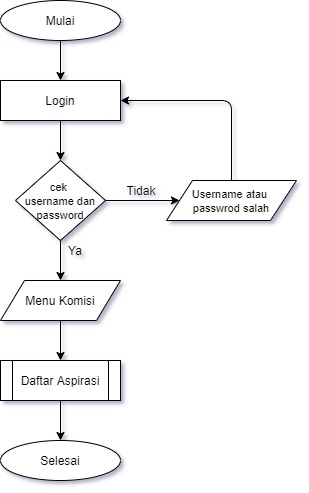 Mulai
Login
cek
username dan
password
Tidak
Username atau
passwrod salah
Ya
Menu Komisi
Daftar Aspirasi
Selesai